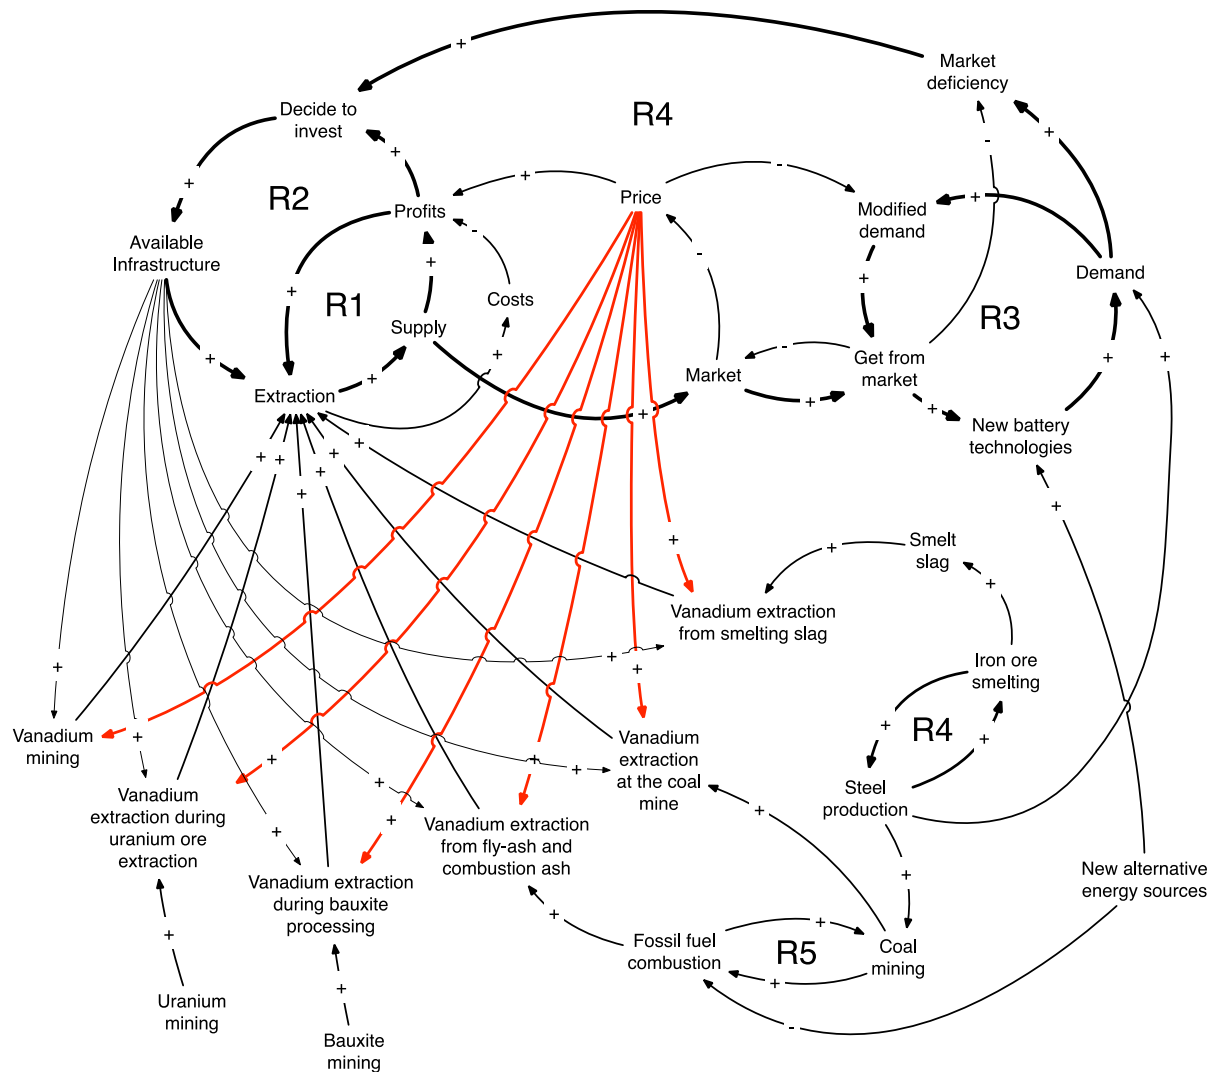 Market
deficiency
+
Decide to
invest
R4
+
-
+
+
+
-
R2
Profits
Price
+
Modified
demand
Available
Infrastructure
-
-
+
+
Demand
+
+
R1
Costs
Supply
R3
+
+
+
-
Market
Get from
market
+
+
Extraction
+
+
+
+
New battery
technologies
+
+
+
+
+
+
+
+
+
Smelt
slag
+
Vanadium extraction
from smelting slag
+
+
+
Iron ore
smelting
Vanadium
mining
+
+
+
R4
+
Vanadium
extraction
at the coal
mine
+
+
+
+
Vanadium
extraction during
uranium ore
extraction
Steel
production
+
+
Vanadium extraction
from fly-ash and
combustion ash
+
+
New alternative
energy sources
Vanadium extraction
during bauxite
processing
+
+
+
Fossil fuel
combustion
R5
Coal
mining
+
+
Uranium
mining
-
Bauxite
mining